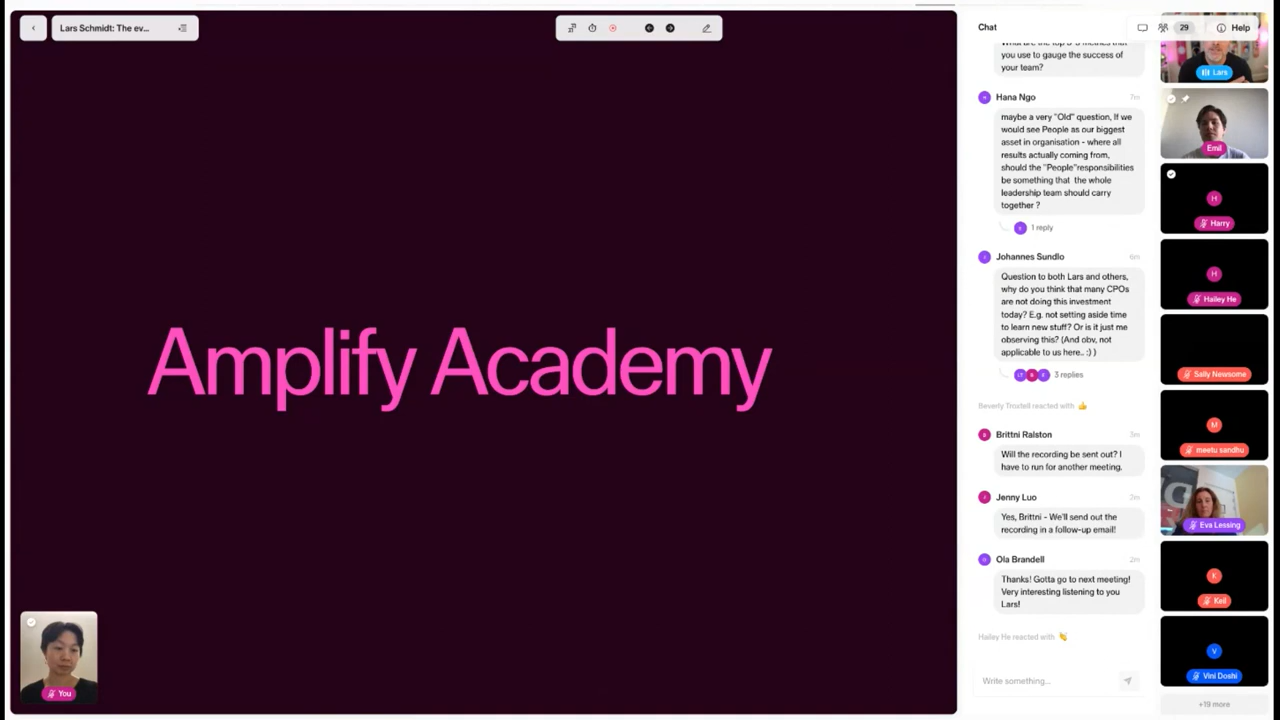 Lars Schmidt: The ev...
Chat
29
Help
you use to gauge the success of
your team?
Lars
H
Hana Ngo
7m
maybe a very "Old" question, If we
would see People as our biggest
asset in organisation - where all
results actually coming from,
should the "People"responsibilities
be something that the whole
leadership team should carry
together ?
1 reply
Emil
H
Harry
Johannes Sundlo
6m
Question to both Lars and others,
why do you think that many CPOs
are not doing this investment
today? E.g. not setting aside time
to learn new stuff? Or is it just me
observing this? (And obv, not
applicable to us here.. :) )
3 replies
H
Hailey He
Amplify Academy
Sally Newsome
Beverly Troxtell reacted with 👍
Brittni Ralston
3m
Will the recording be sent out? I
have to run for another meeting.
M
meetu sandhu
Jenny Luo
2m
Yes, Brittni - We'll send out the
recording in a follow-up email!
Eva Lessing
Ola Brandell
2m
Thanks! Gotta go to next meeting!
Very interesting listening to you
Lars!
K
Keil
Hailey He reacted with 👏
V
Vini Doshi
You
Write something...
+19 more